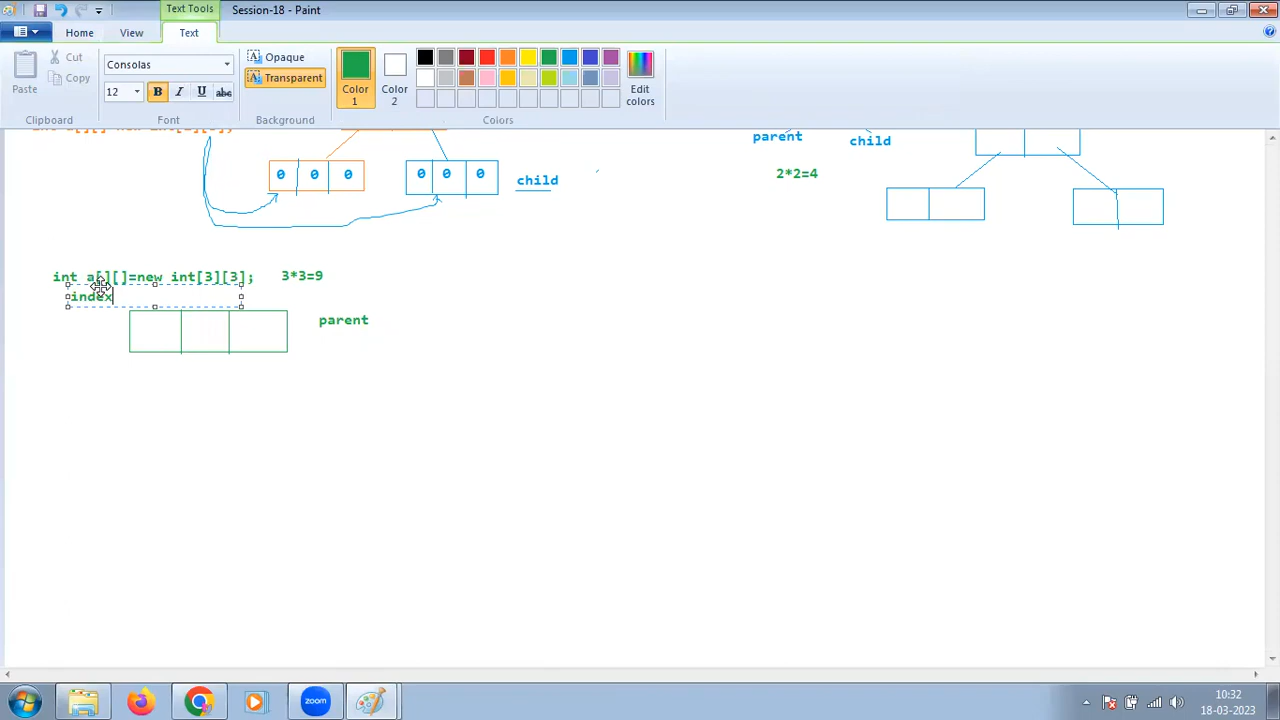 Text Tools
Session-18 - Paint
Home
View
Text
Paste
Cut
Copy
Clipboard
Consolas
12
B I U abc
Font
Opaque
Transparent
Background
Color 1
Color 2
Edit colors
Colors
parent
child
0 0 0
0 0 0
child
2*2=4
int a[][]=new int[3][3]; 3*3=9
index
parent
zoom
10:32
18-03-2023